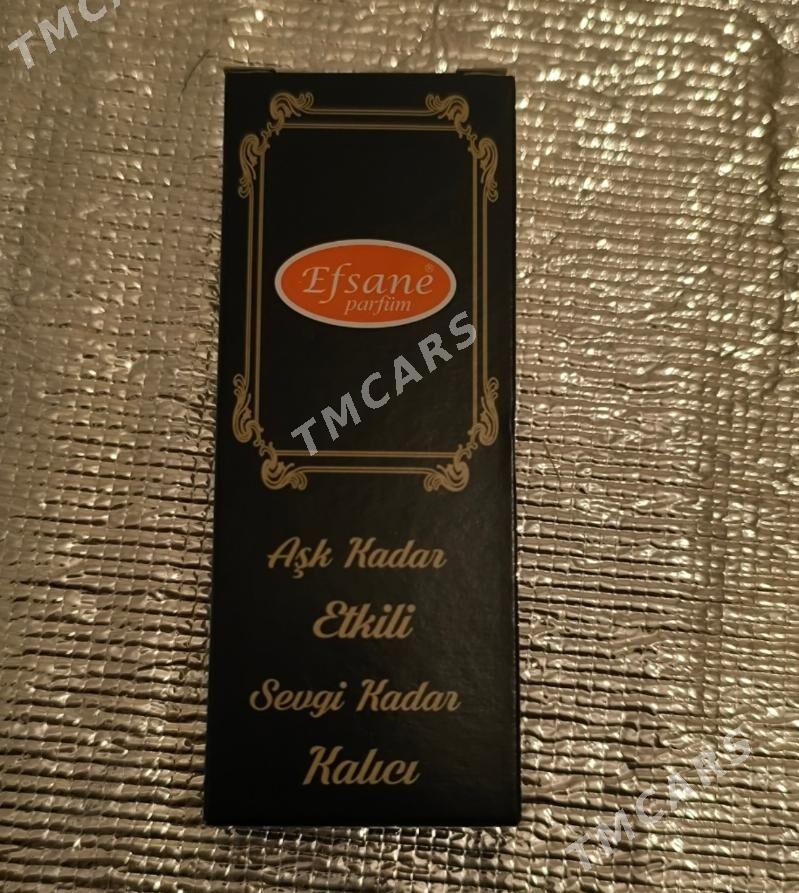 TMCARS
Efsane®
parfüm
TMCARS
Aşk Kadar
Etkili
Sevgi Kadar
Kalıcı
TMCARS